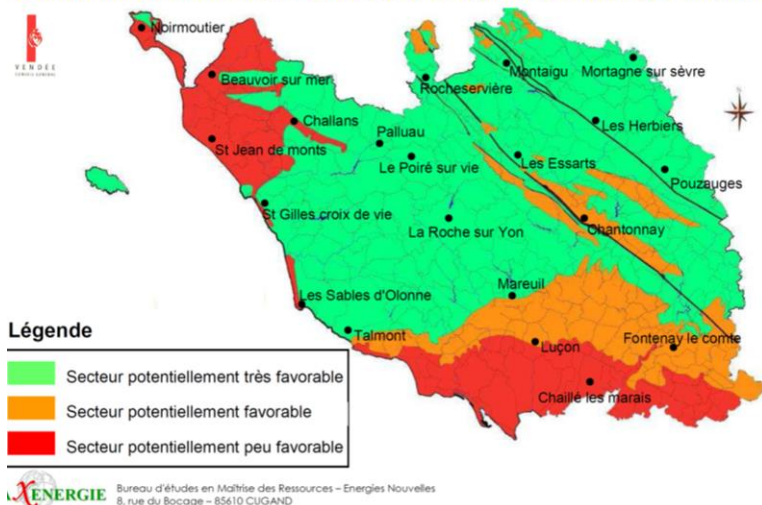 VENDÉE
CONSEIL GENERAL
Noirmoutier
Beauvoir sur mer
Montaigu
Mortagne sur sèvre
Rocheservière
Challans
Les Herbiers
St Jean de monts
Palluau
Le Poiré sur vie
Les Essarts
Pouzauges
St Gilles croix de vie
La Roche sur Yon
Chantonnay
Les Sables d'Olonne
Mareuil
Talmont
Luçon
Fontenay le comte
Chaillé les marais
Légende
Secteur potentiellement très favorable
Secteur potentiellement favorable
Secteur potentiellement peu favorable
AXENERGIE
Bureau d'études en Maîtrise des Ressources – Energies Nouvelles
8, rue du Bocage – 85610 CUGAND